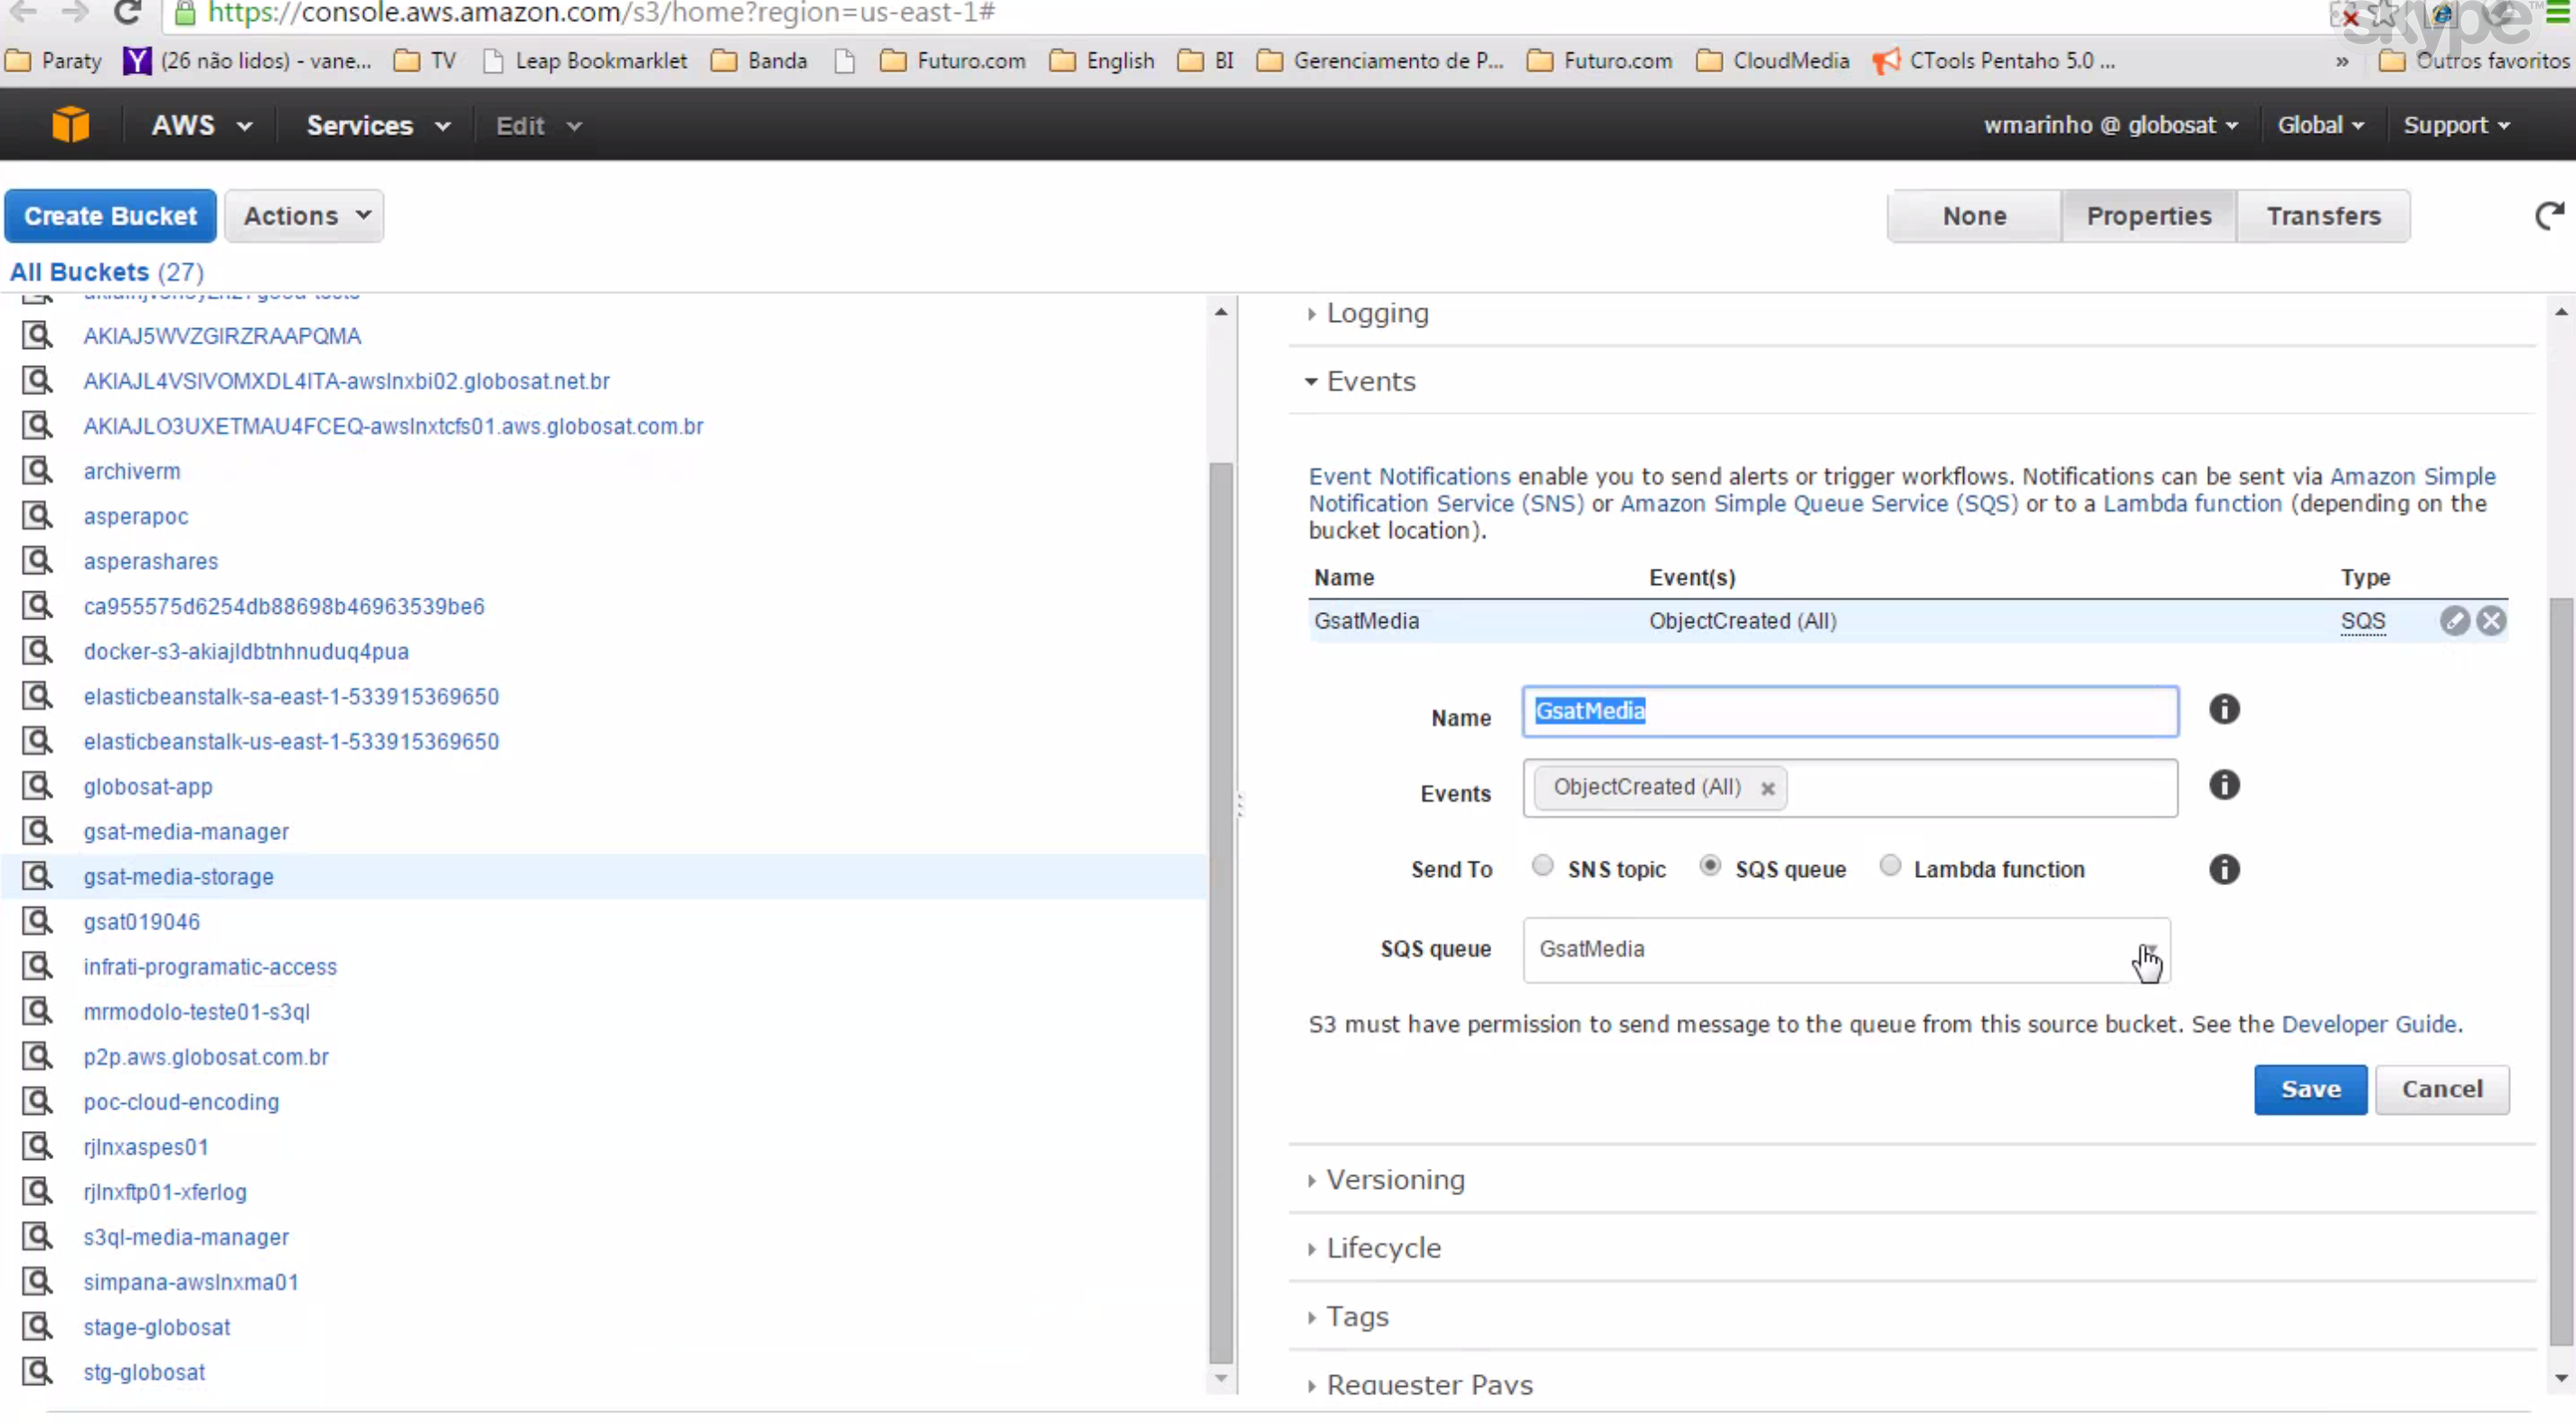 https://console.aws.amazon.com/s3/home?region=us-east-1#
skype™
Paraty
(26 não lidos) - vane...
TV
Leap Bookmarklet
Banda
Futuro.com
English
BI
Gerenciamento de P...
Futuro.com
CloudMedia
CTools Pentaho 5.0 ...
»
Outros favoritos
AWS
Services
Edit
wmarinho @ globosat
Global
Support
Create Bucket
Actions
None
Properties
Transfers
All Buckets (27)
AKIAJ5WVZGIRZRAAPQMA
AKIAJL4VSIVOMXDL4ITA-awslnxbi02.globosat.net.br
AKIAJLO3UXETMAU4FCEQ-awslnxtcfs01.aws.globosat.com.br
archiverm
asperapoc
asperashares
ca955575d6254db88698b46963539be6
docker-s3-akiajldbtnhnuduq4pua
elasticbeanstalk-sa-east-1-533915369650
elasticbeanstalk-us-east-1-533915369650
globosat-app
gsat-media-manager
gsat-media-storage
gsat019046
infrati-programatic-access
mrmodolo-teste01-s3ql
p2p.aws.globosat.com.br
poc-cloud-encoding
rjlnxaspes01
rjlnxftp01-xferlog
s3ql-media-manager
simpana-awslnxma01
stage-globosat
stg-globosat
Logging
Events
Event Notifications enable you to send alerts or trigger workflows. Notifications can be sent via Amazon Simple
Notification Service (SNS) or Amazon Simple Queue Service (SQS) or to a Lambda function (depending on the
bucket location).
Name Event(s) Type
GsatMedia ObjectCreated (All) SQS
Name GsatMedia
Events ObjectCreated (All) ×
Send To SNS topic SQS queue Lambda function
SQS queue GsatMedia
S3 must have permission to send message to the queue from this source bucket. See the Developer Guide.
Save Cancel
Versioning
Lifecycle
Tags
Requester Pays